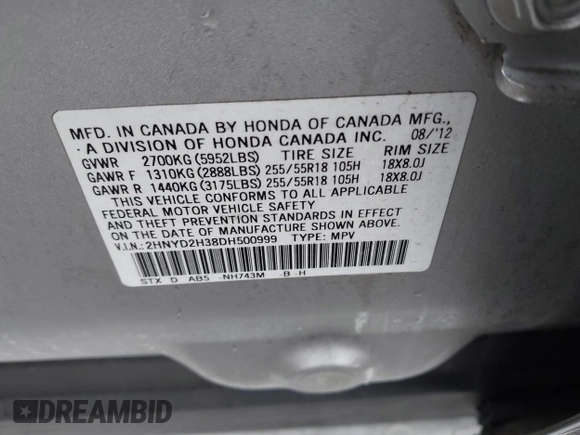 MFD. IN CANADA BY HONDA OF CANADA MFG.,
A DIVISION OF HONDA CANADA INC. 08/'12
GVWR 2700KG (5952LBS) TIRE SIZE RIM SIZE
GAWR F 1310KG (2888LBS) 255/55R18 105H 18X8.0J
GAWR R 1440KG (3175LBS) 255/55R18 105H 18X8.0J
THIS VEHICLE CONFORMS TO ALL APPLICABLE
FEDERAL MOTOR VEHICLE SAFETY
AND THEFT PREVENTION STANDARDS IN EFFECT
ON THE DATE OF MANUFACTURE SHOWN ABOVE.
V.I.N.: 2HNYD2H38DH500999 TYPE: MPV
STX D AB5 -NH743M -B -H
DREAMBID